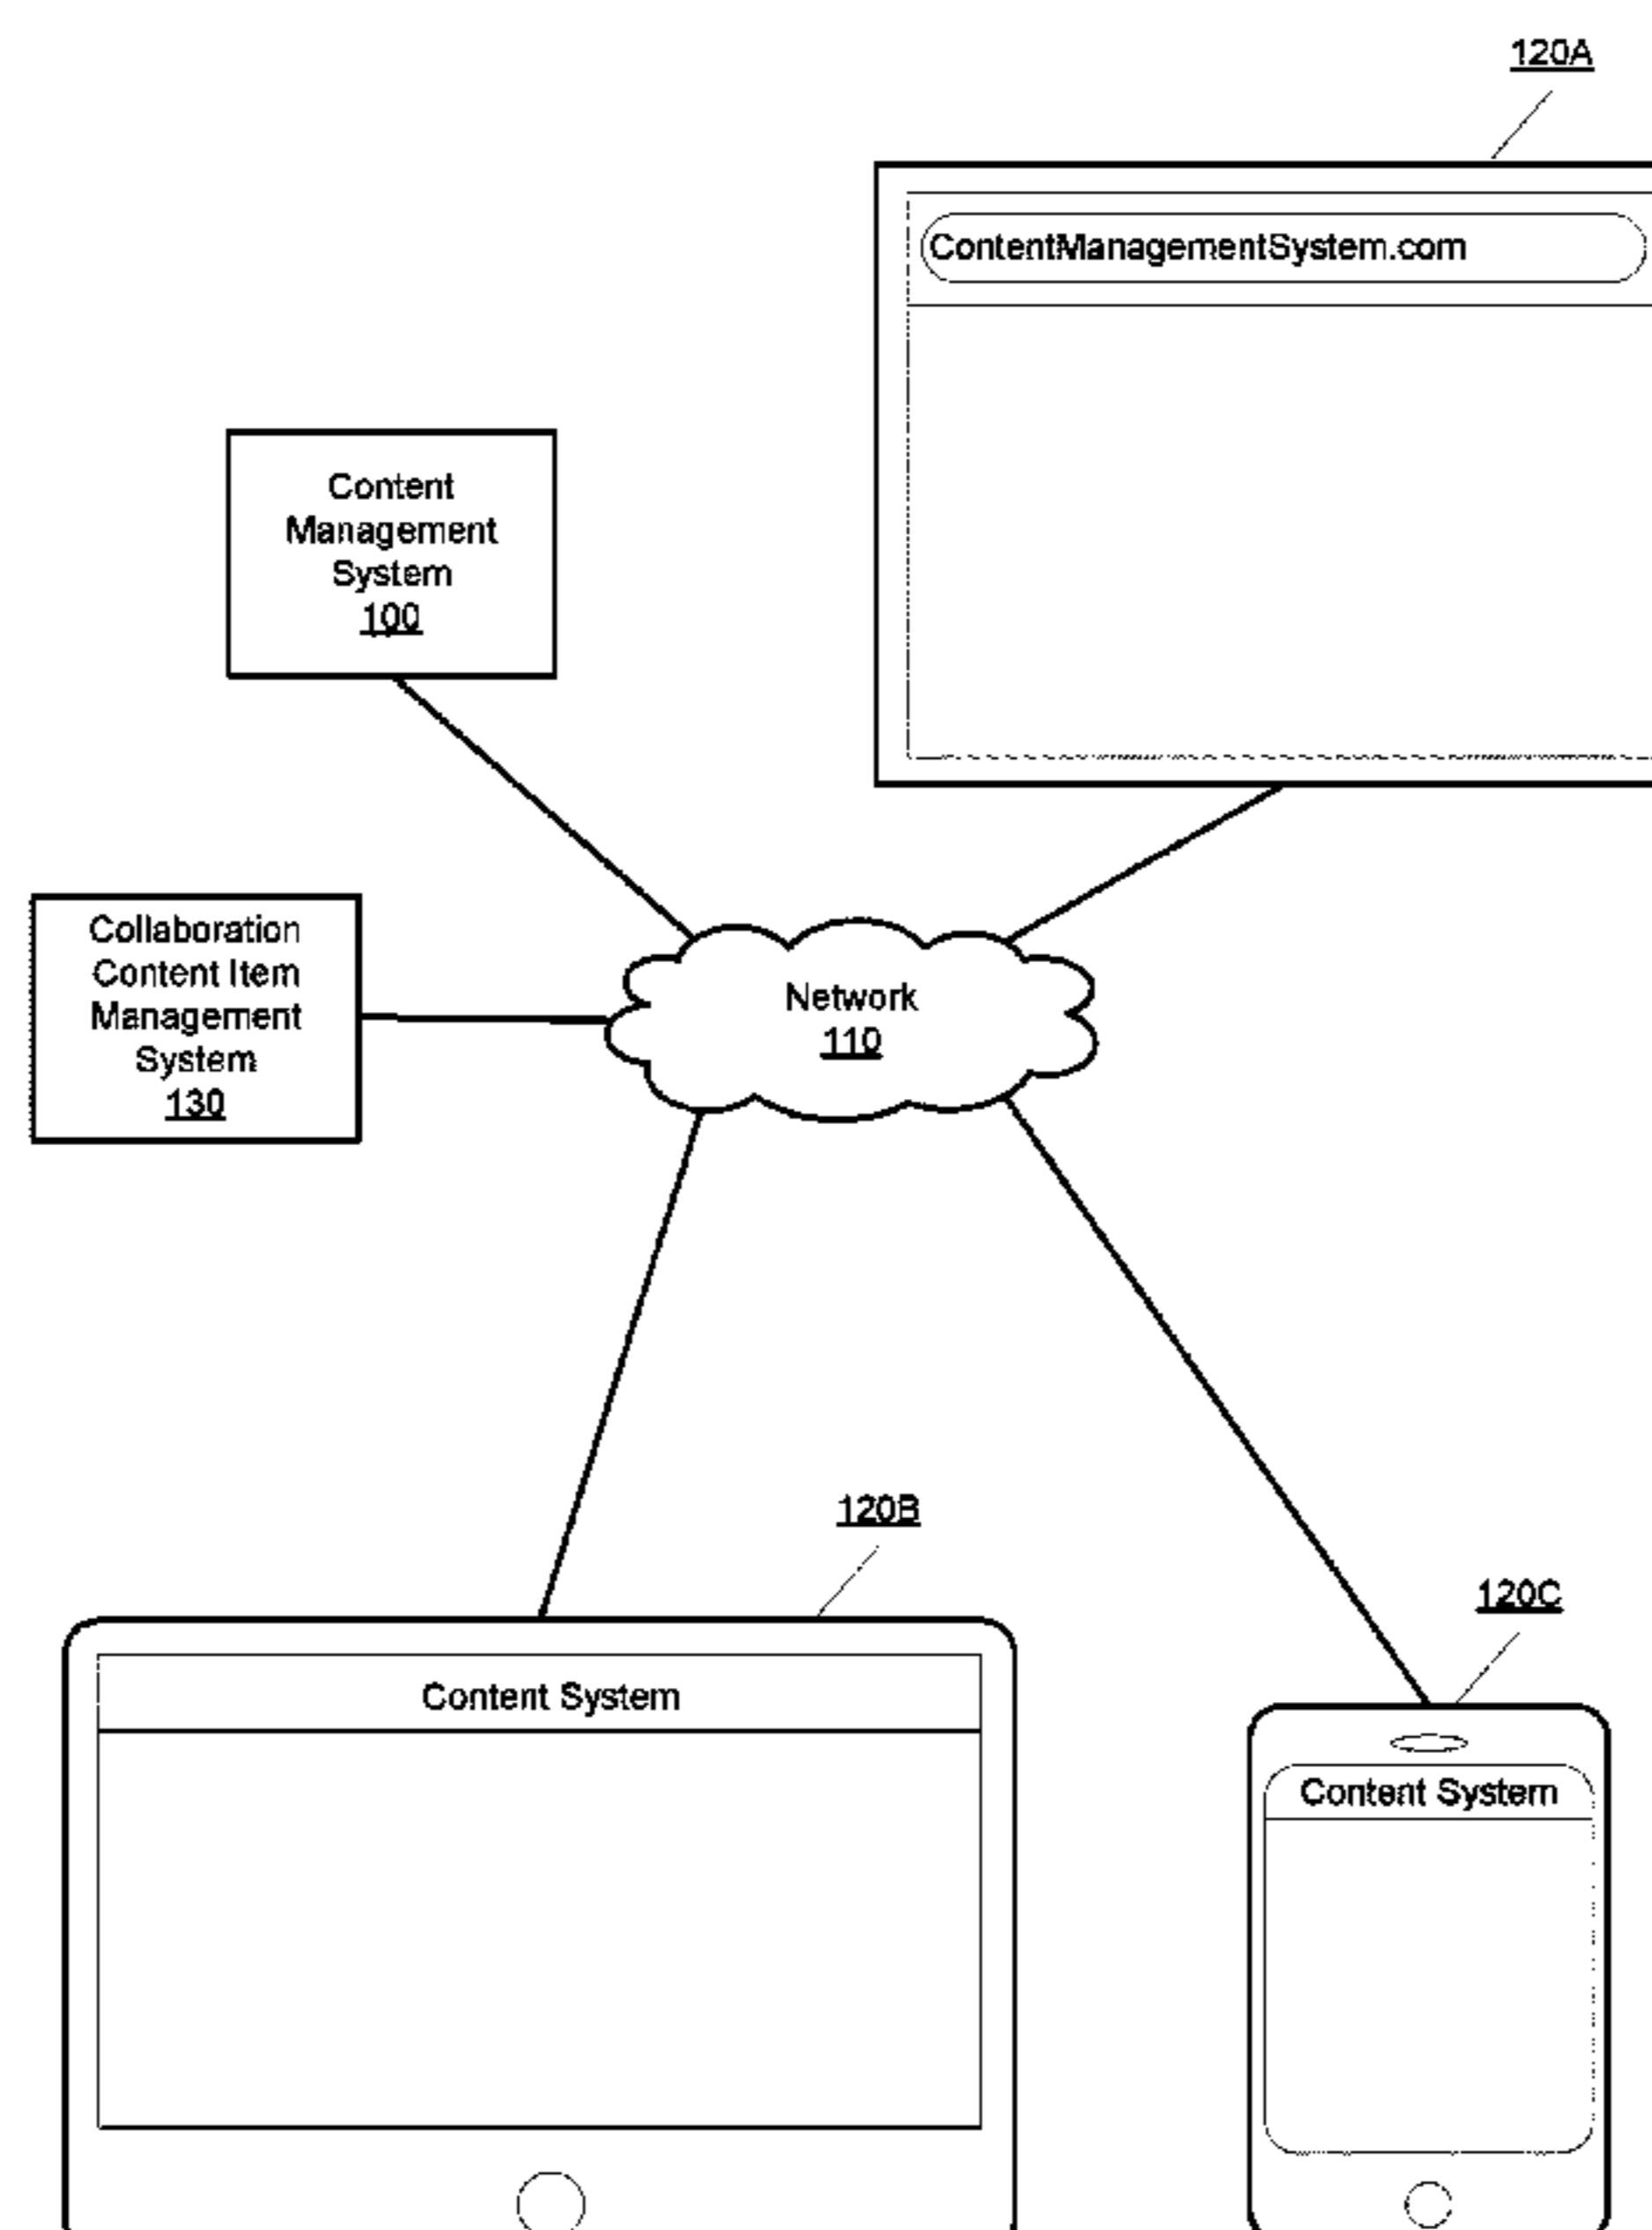 120A
ContentManagementSystem.com
Content
Management
System
100
Collaboration
Content Item
Management
System
130
Network
110
120B
Content System
120C
Content System